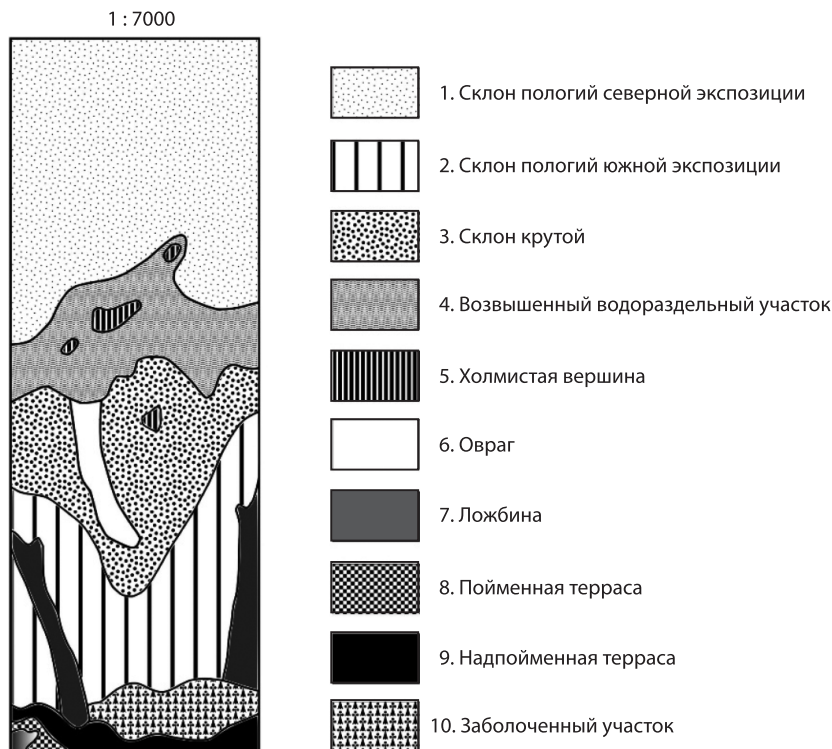 1 : 7000
1. Склон пологий северной экспозиции
2. Склон пологий южной экспозиции
3. Склон крутой
4. Возвышенный водораздельный участок
5. Холмистая вершина
6. Овраг
7. Ложбина
8. Пойменная терраса
9. Надпойменная терраса
10. Заболоченный участок